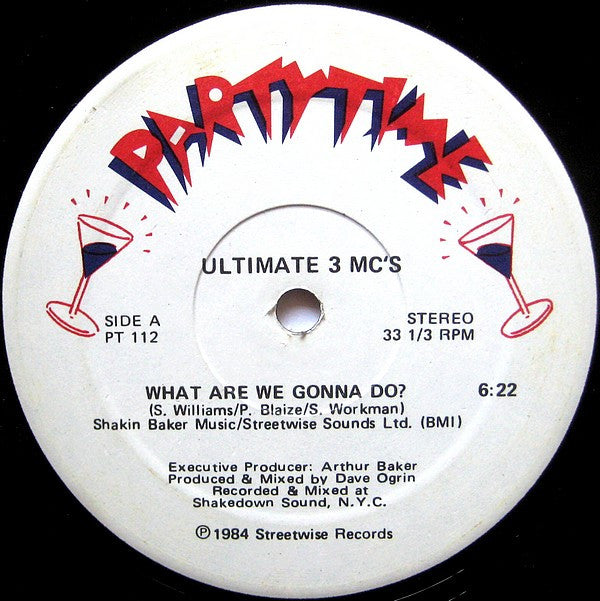 PARTYTIME
ULTIMATE 3 MC'S
SIDE A
PT 112
STEREO
33 1/3 RPM
WHAT ARE WE GONNA DO? 6:22
(S. Williams/P. Blaize/S. Workman)
Shakin Baker Music/Streetwise Sounds Ltd. (BMI)
Executive Producer: Arthur Baker
Produced & Mixed by Dave Ogrin
Recorded & Mixed at
Shakedown Sound, N.Y.C.
℗ 1984 Streetwise Records